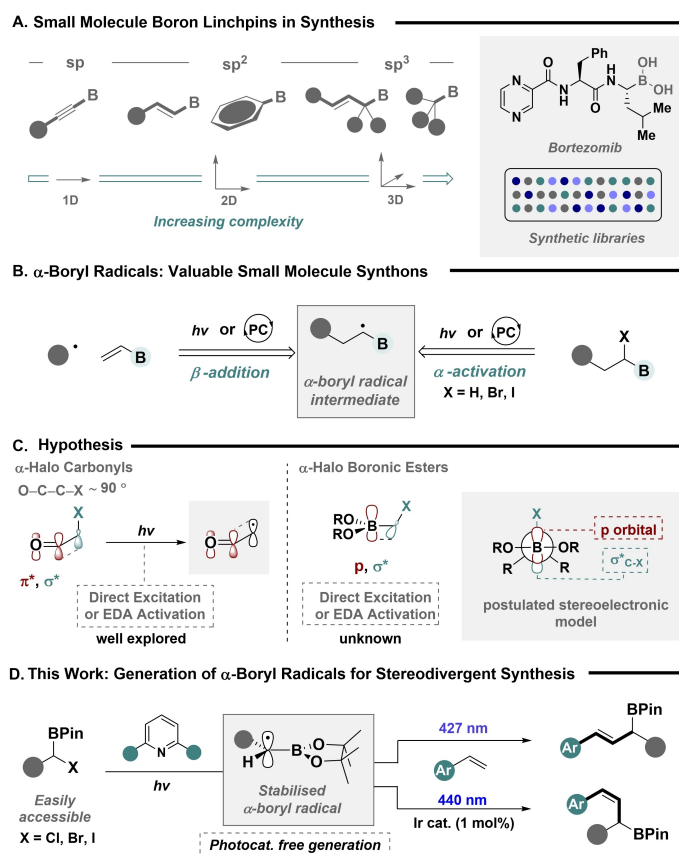 A. Small Molecule Boron Linchpins in Synthesis
sp
sp²
sp³
B
B
B
B
B
1D
2D
3D
Increasing complexity
N
N
O
N
H
Ph
O
H
N
OH
B
OH
Me
Me
Bortezomib
Synthetic libraries
B. α-Boryl Radicals: Valuable Small Molecule Synthons
B
hv or PC
β-addition
B
α-boryl radical
intermediate
hv or PC
α-activation
X = H, Br, I
X
B
C. Hypothesis
α-Halo Carbonyls
O–C–C–X ~ 90 °
X
O
π*, σ*
hv
O
Direct Excitation
or EDA Activation
well explored
α-Halo Boronic Esters
RO
RO
B
X
p, σ*
Direct Excitation
or EDA Activation
unknown
X
RO
B
OR
R
R
p orbital
σ*C-X
postulated stereoelectronic
model
D. This Work: Generation of α-Boryl Radicals for Stereodivergent Synthesis
BPin
X
Easily
accessible
X = Cl, Br, I
N
hv
H
B
O
O
Stabilised
α-boryl radical
Photocat. free generation
427 nm
Ar
440 nm
Ir cat. (1 mol%)
BPin
Ar
Ar
BPin